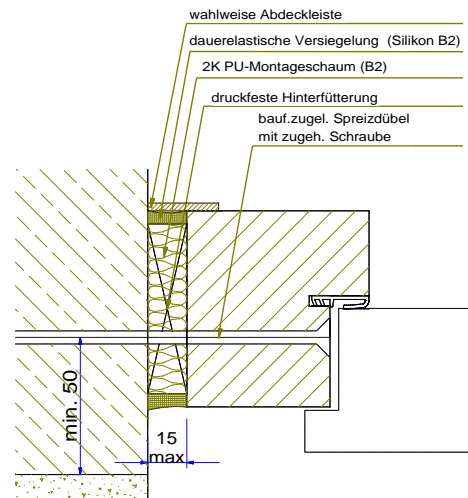 wahlweise Abdeckleiste
dauerelastische Versiegelung (Silikon B2)
2K PU-Montageschaum (B2)
druckfeste Hinterfütterung
bauf.zugel. Spreizdübel
mit zugeh. Schraube
min. 50
15
max